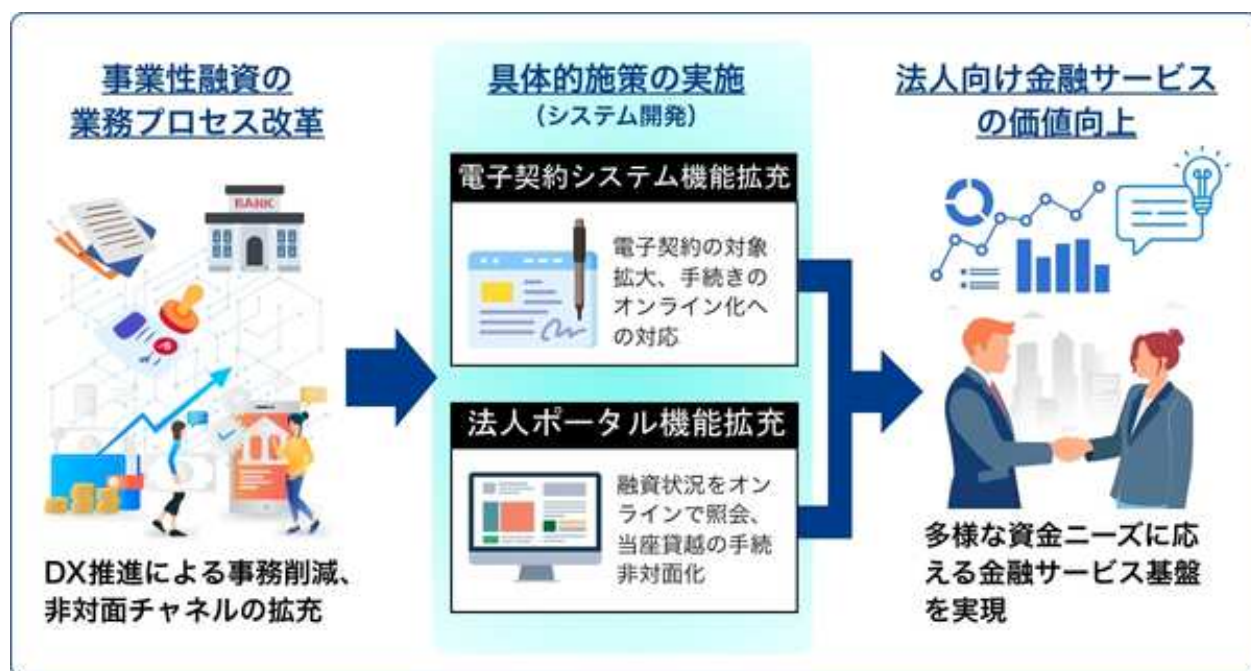 事業性融資の
業務プロセス改革
BANK
DX推進による事務削減、
非対面チャネルの拡充
具体的施策の実施
(システム開発)
電子契約システム機能拡充
電子契約の対象
拡大、手続きの
オンライン化へ
の対応
法人ポータル機能拡充
融資状況をオン
ラインで照会、
当座貸越の手続
非対面化
法人向け金融サービス
の価値向上
多様な資金ニーズに応
える金融サービス基盤
を実現